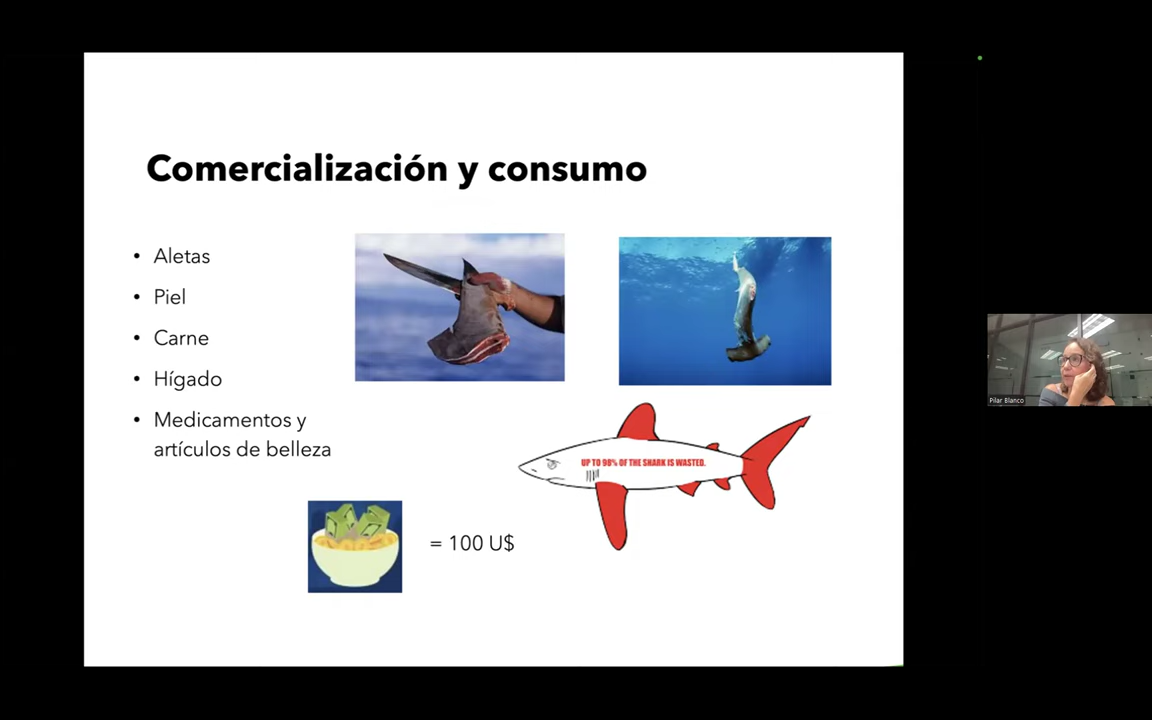 Comercialización y consumo
• Aletas
• Piel
• Carne
• Hígado
• Medicamentos y
artículos de belleza
UP TO 98% OF THE SHARK IS WASTED.
= 100 U$
Pilar Blanco